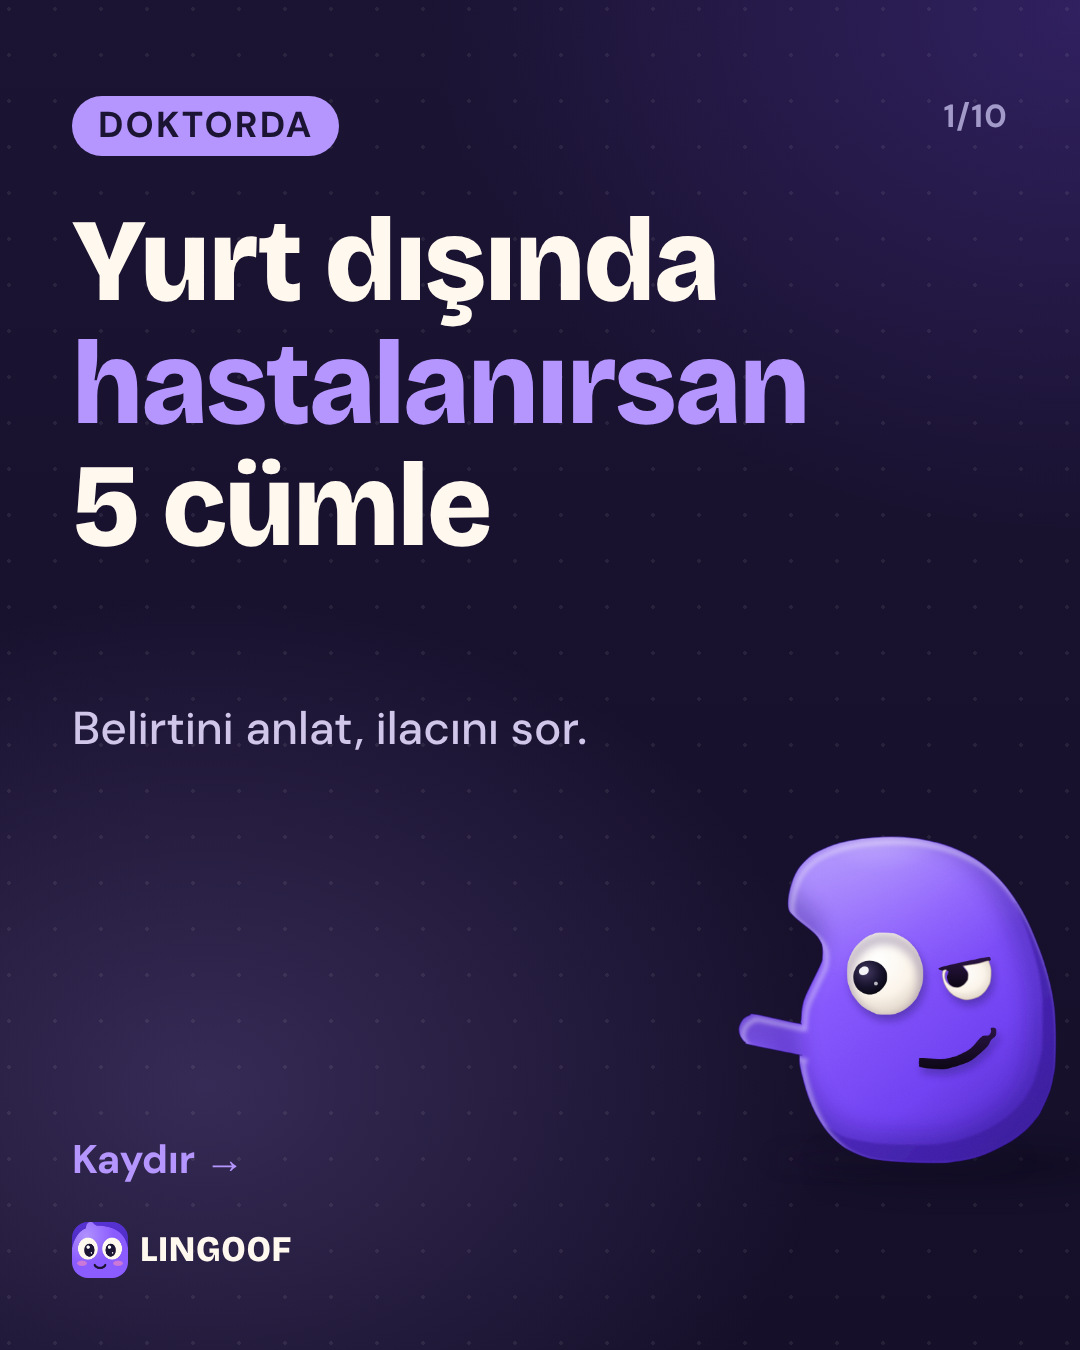 DOKTORDA
1/10
Yurt dışında
hastalanırsan
5 cümle
Belirtini anlat, ilacını sor.
Kaydır →
LINGOOF